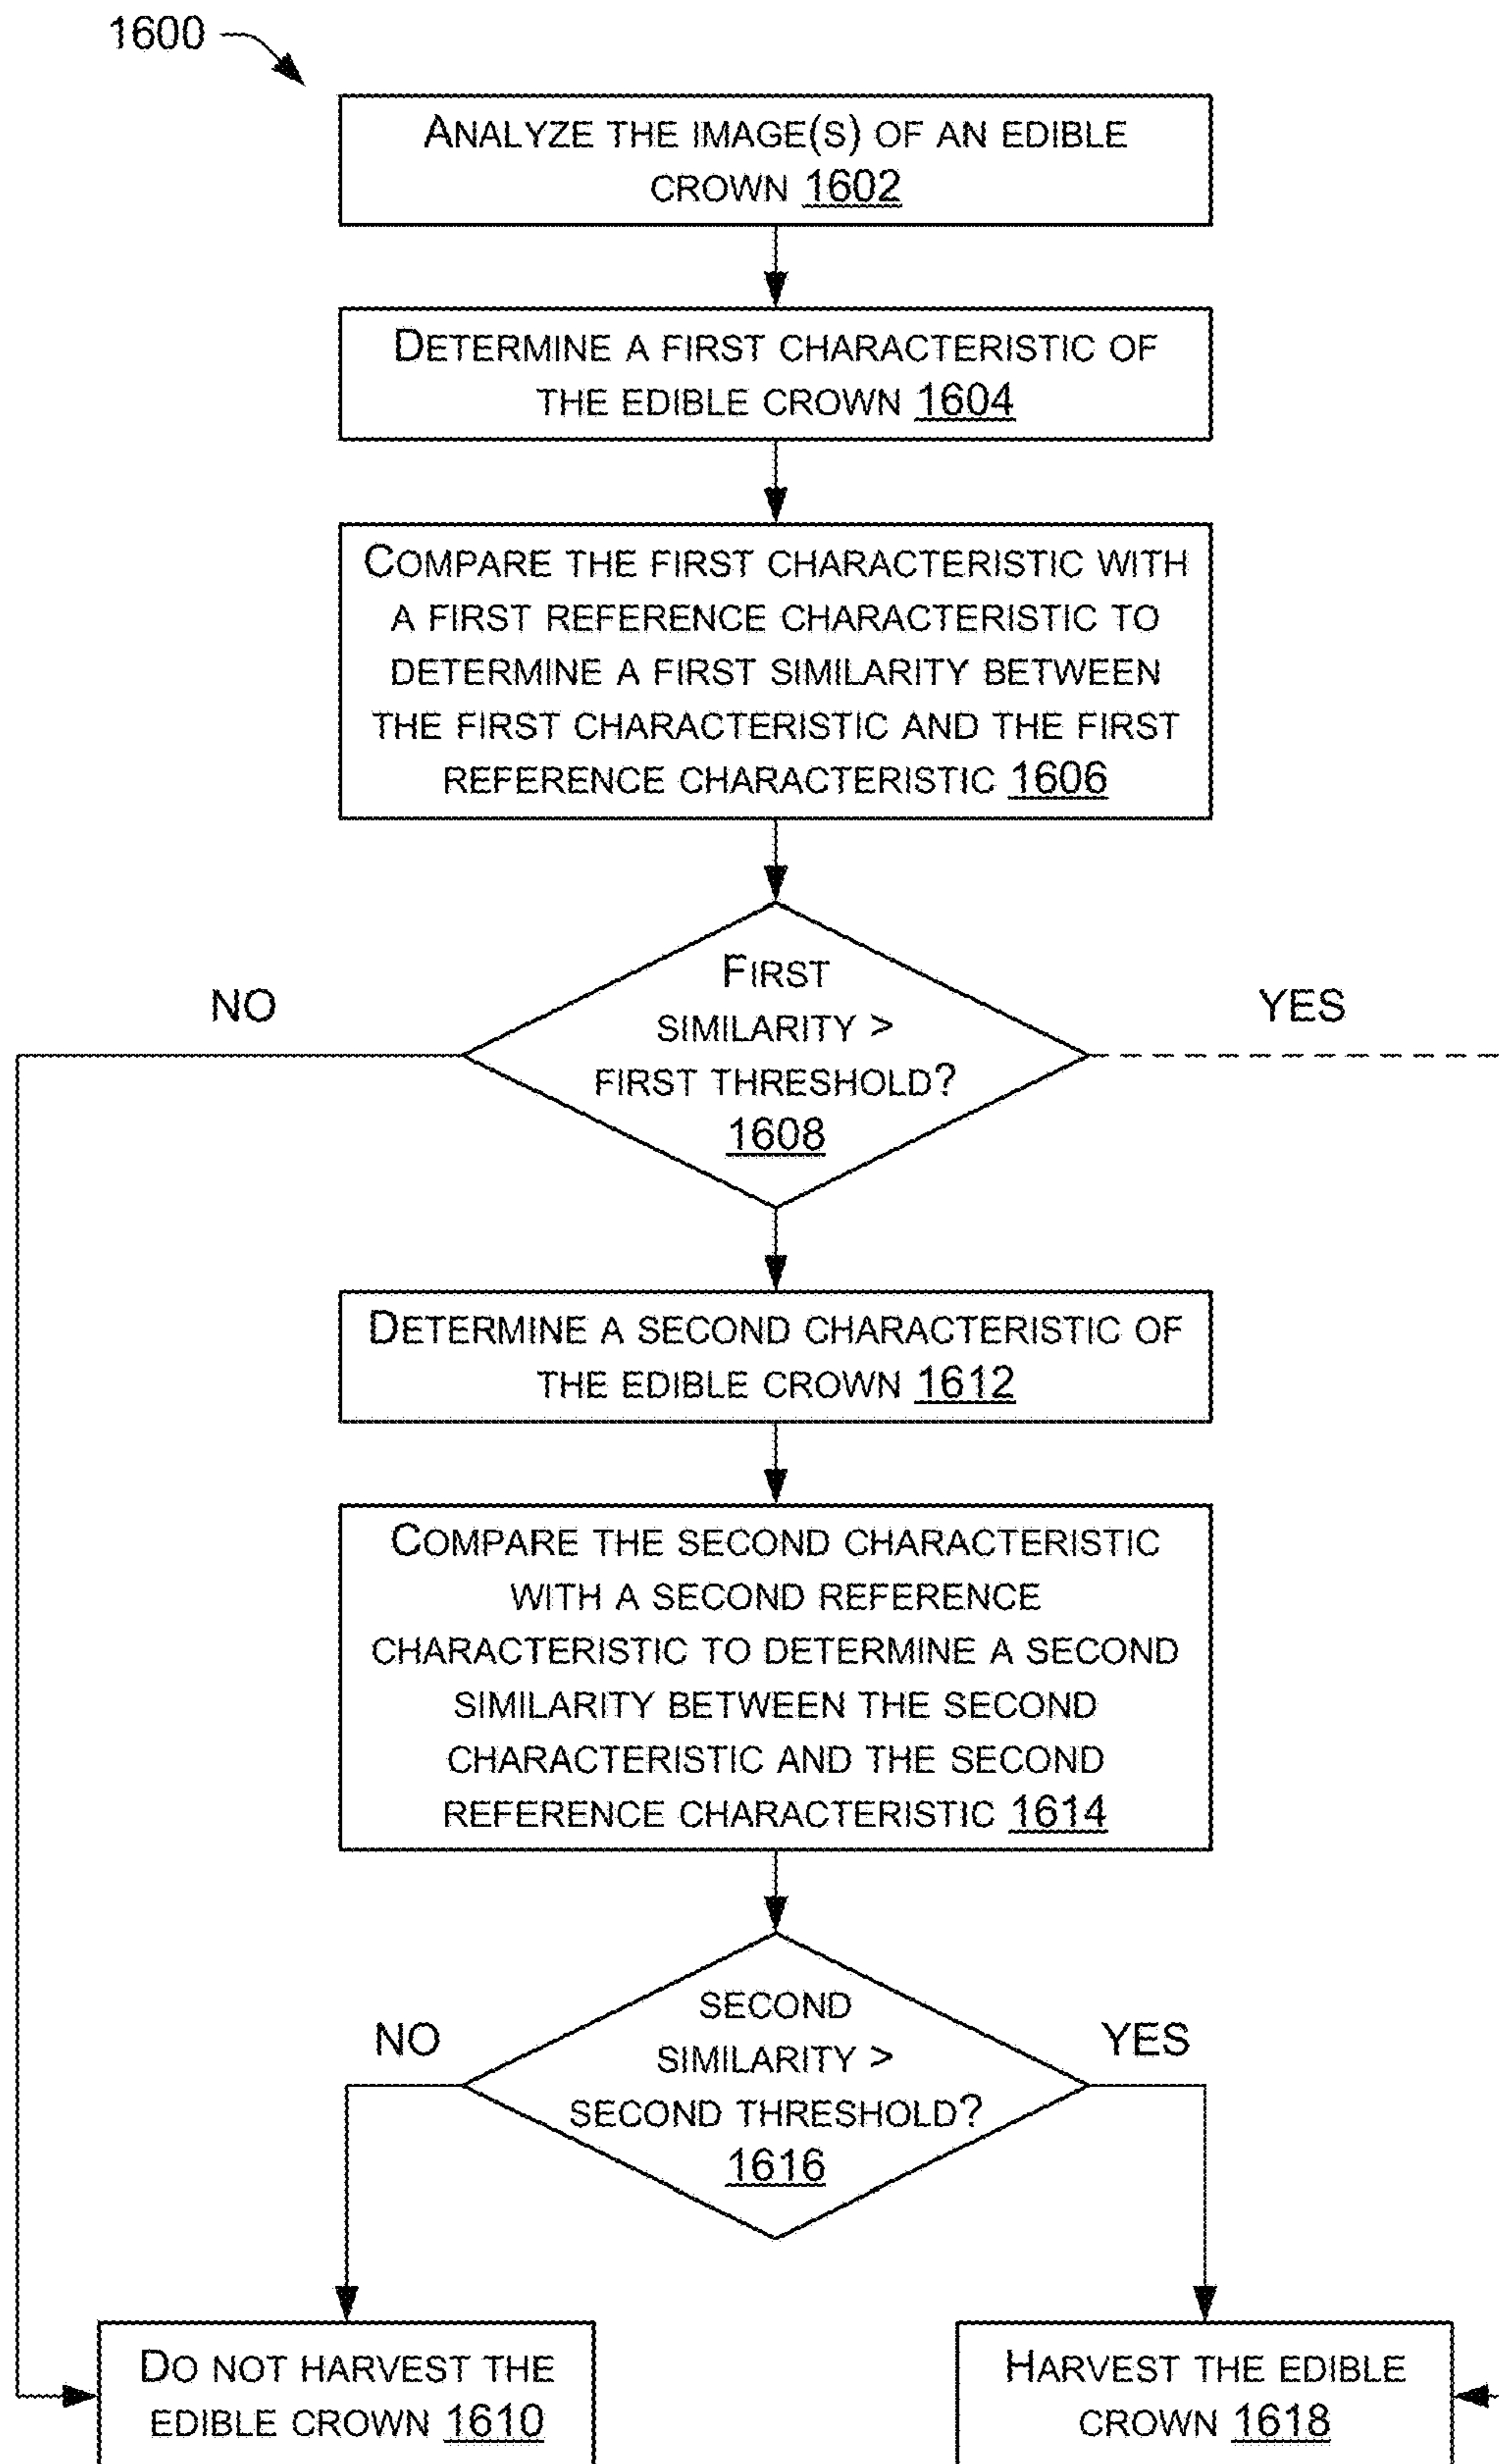 1600
ANALYZE THE IMAGE(S) OF AN EDIBLE
CROWN 1602
DETERMINE A FIRST CHARACTERISTIC OF
THE EDIBLE CROWN 1604
COMPARE THE FIRST CHARACTERISTIC WITH
A FIRST REFERENCE CHARACTERISTIC TO
DETERMINE A FIRST SIMILARITY BETWEEN
THE FIRST CHARACTERISTIC AND THE FIRST
REFERENCE CHARACTERISTIC 1606
NO
YES
FIRST
SIMILARITY >
FIRST THRESHOLD?
1608
DETERMINE A SECOND CHARACTERISTIC OF
THE EDIBLE CROWN 1612
COMPARE THE SECOND CHARACTERISTIC
WITH A SECOND REFERENCE
CHARACTERISTIC TO DETERMINE A SECOND
SIMILARITY BETWEEN THE SECOND
CHARACTERISTIC AND THE SECOND
REFERENCE CHARACTERISTIC 1614
NO
YES
SECOND
SIMILARITY >
SECOND THRESHOLD?
1616
DO NOT HARVEST THE
EDIBLE CROWN 1610
HARVEST THE EDIBLE
CROWN 1618